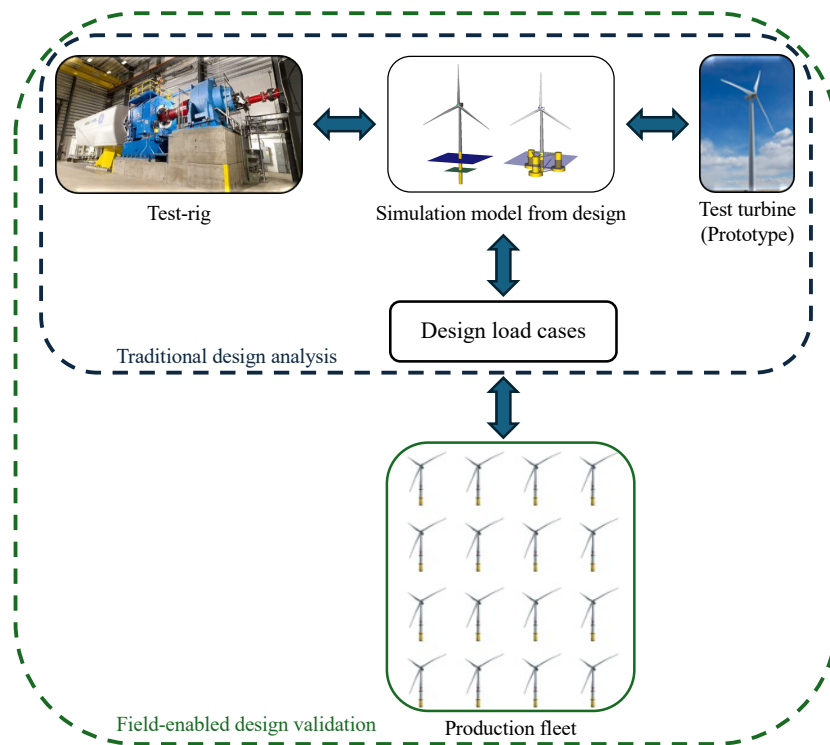 Test-rig
Simulation model from design
Test turbine
(Prototype)
Design load cases
Traditional design analysis
Field-enabled design validation
Production fleet